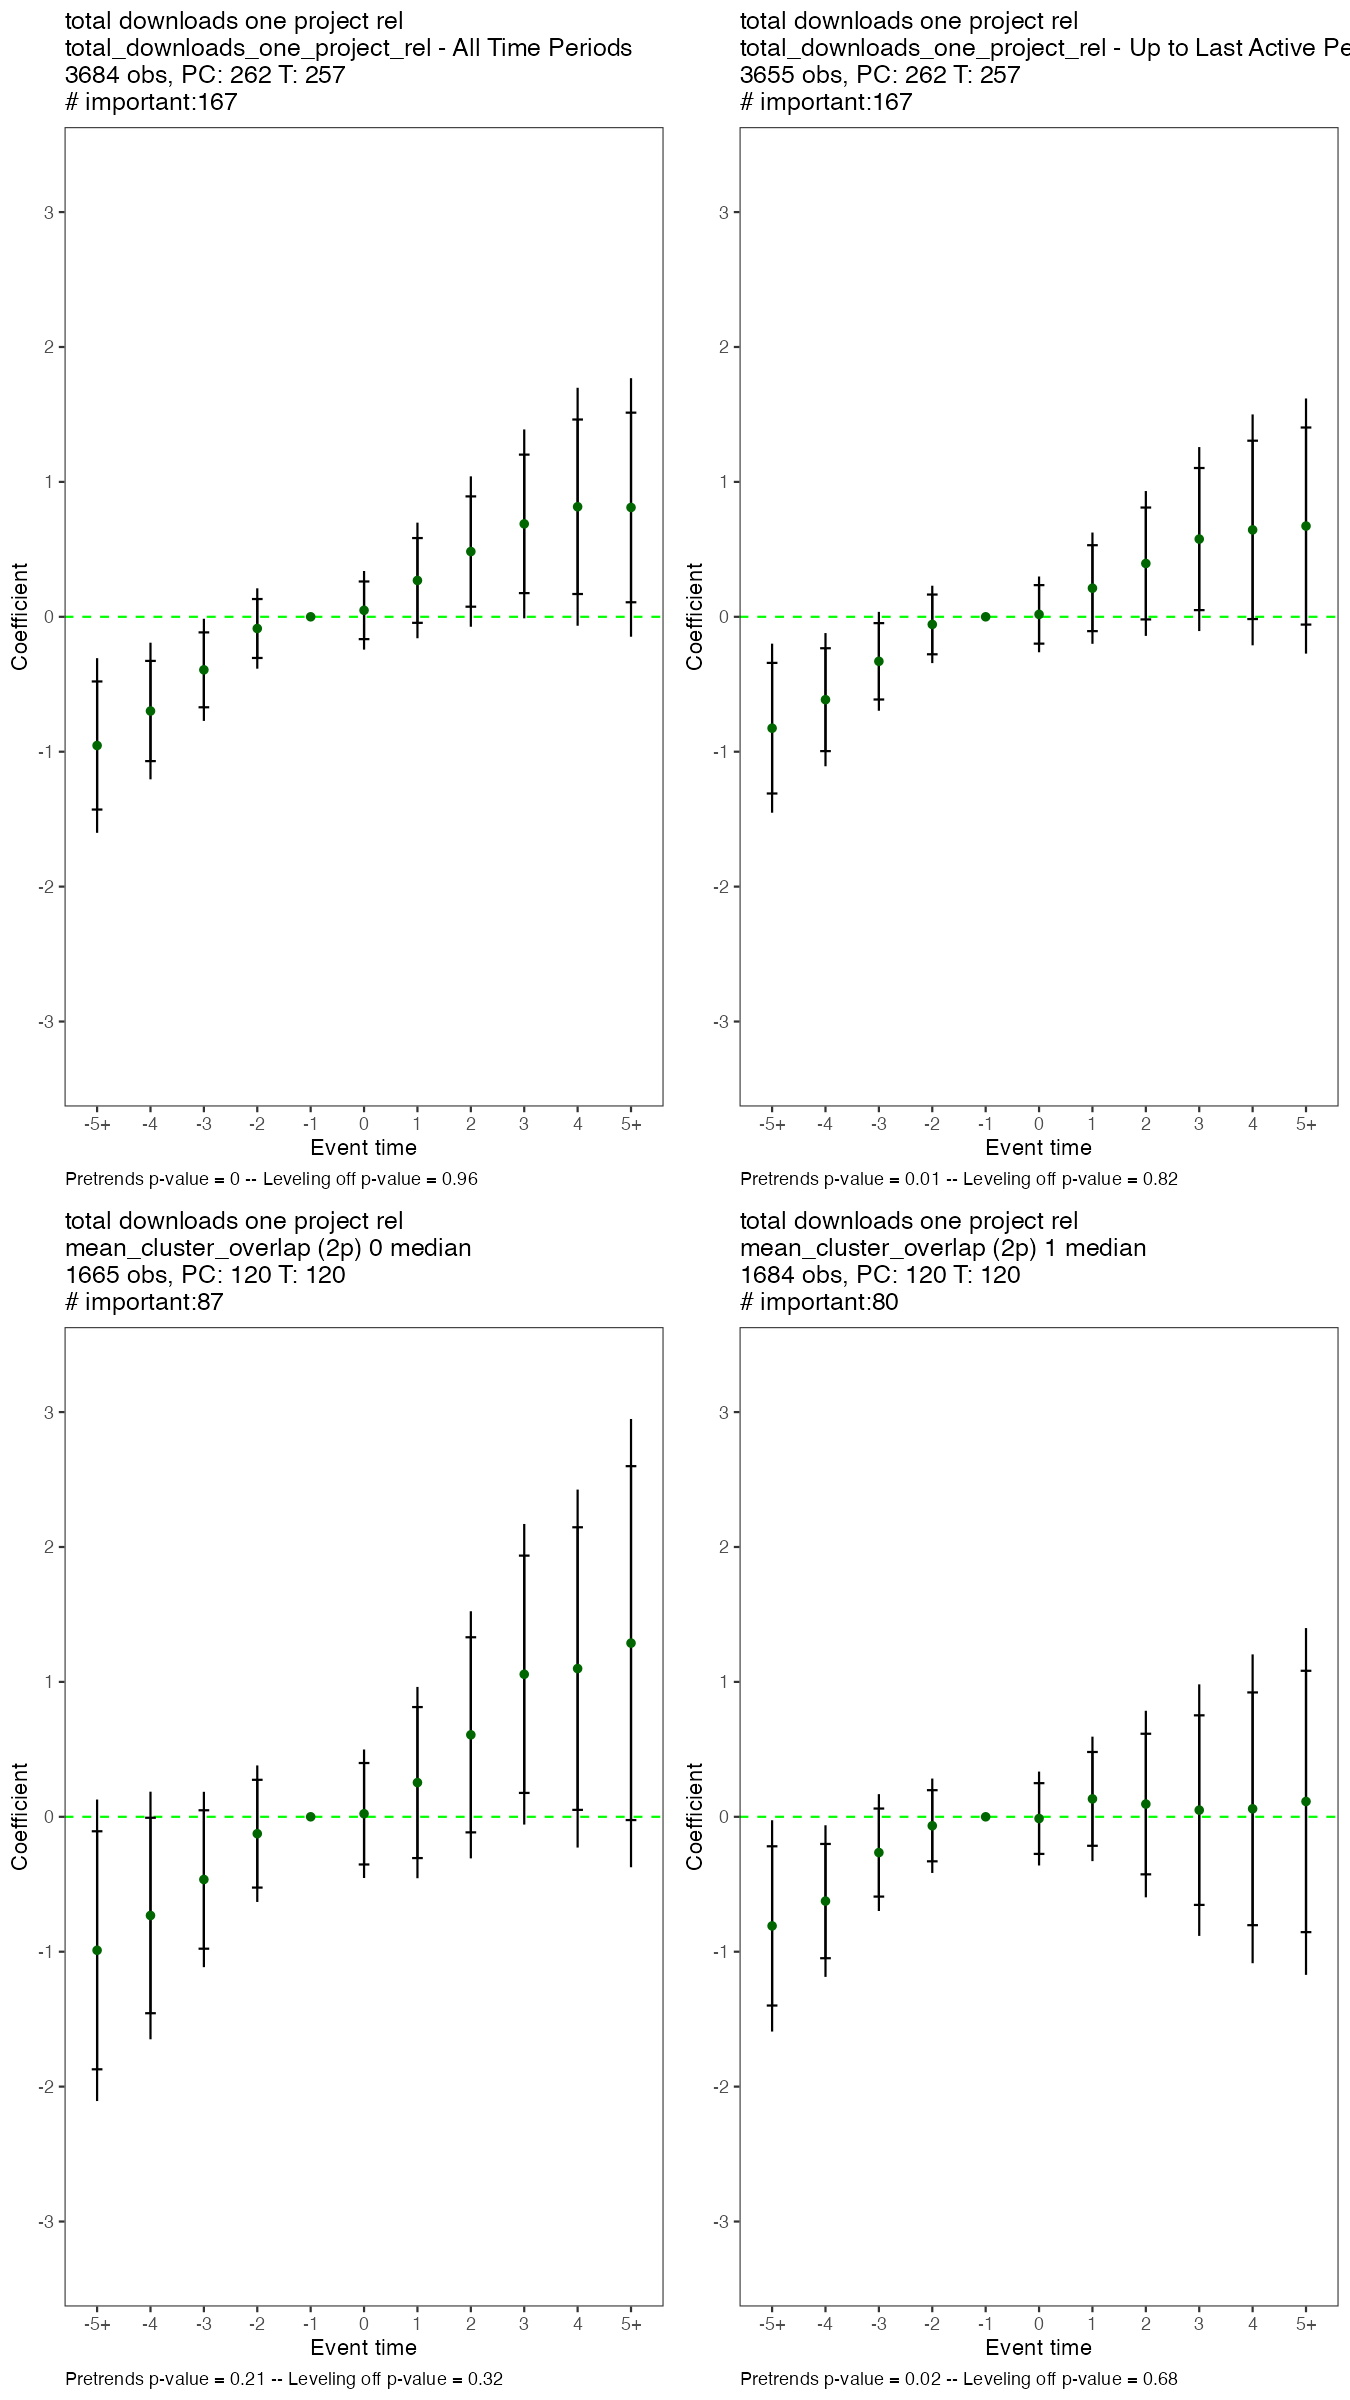 total downloads one project rel
total_downloads_one_project_rel - All Time Periods
3684 obs, PC: 262 T: 257
# important:167
3
2
1
0
-1
-2
-3
Coefficient
-5+ -4 -3 -2 -1 0 1 2 3 4 5+
Event time
Pretrends p-value = 0 -- Leveling off p-value = 0.96
total downloads one project rel
total_downloads_one_project_rel - Up to Last Active Pe
3655 obs, PC: 262 T: 257
# important:167
3
2
1
0
-1
-2
-3
Coefficient
-5+ -4 -3 -2 -1 0 1 2 3 4 5+
Event time
Pretrends p-value = 0.01 -- Leveling off p-value = 0.82
total downloads one project rel
mean_cluster_overlap (2p) 0 median
1665 obs, PC: 120 T: 120
# important:87
3
2
1
0
-1
-2
-3
Coefficient
-5+ -4 -3 -2 -1 0 1 2 3 4 5+
Event time
Pretrends p-value = 0.21 -- Leveling off p-value = 0.32
total downloads one project rel
mean_cluster_overlap (2p) 1 median
1684 obs, PC: 120 T: 120
# important:80
3
2
1
0
-1
-2
-3
Coefficient
-5+ -4 -3 -2 -1 0 1 2 3 4 5+
Event time
Pretrends p-value = 0.02 -- Leveling off p-value = 0.68